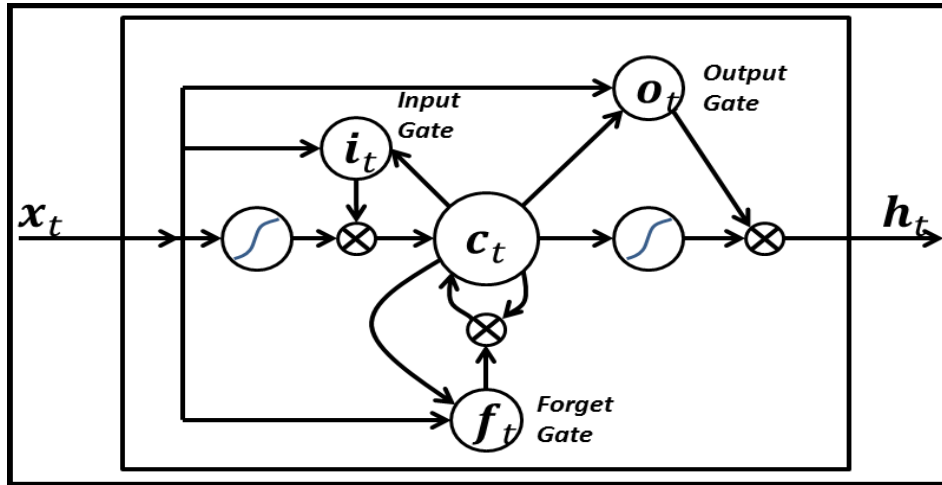 Input
Gate
Output
Gate
o_t
i_t
x_t
c_t
h_t
f_t
Forget
Gate